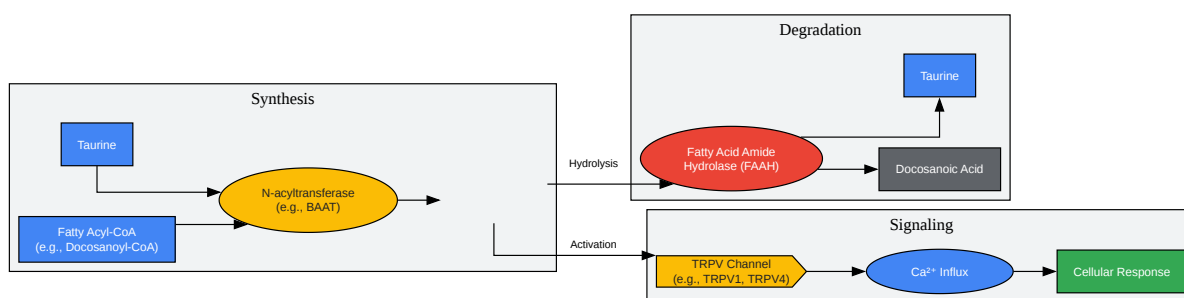 Synthesis
Taurine
Fatty Acyl-CoA
(e.g., Docosanoyl-CoA)
N-acyltransferase
(e.g., BAAT)
Hydrolysis
Activation
Degradation
Fatty Acid Amide
Hydrolase (FAAH)
Taurine
Docosanoic Acid
Signaling
TRPV Channel
(e.g., TRPV1, TRPV4)
Ca²⁺ Influx
Cellular Response